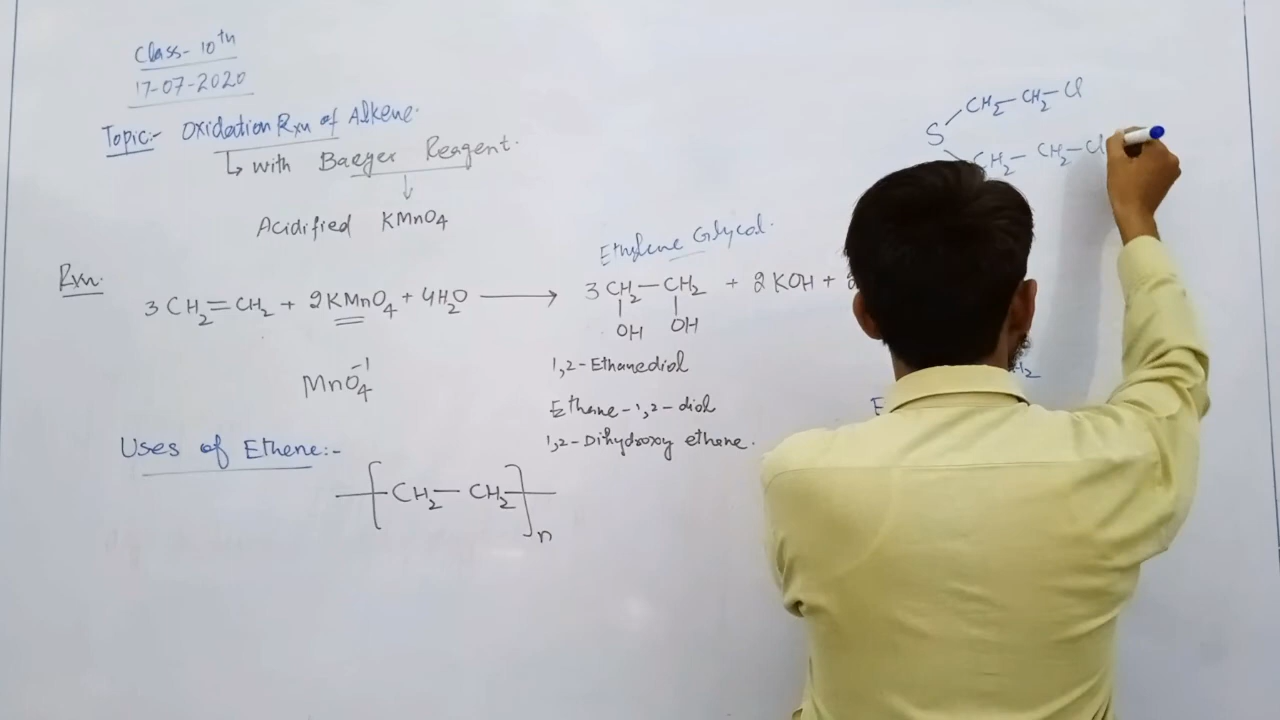 Class- 10th
17-07-2020
Topic:- Oxidation Rxn of Alkene.
↳ with Baeyer Reagent.
↓
Acidified KMnO4
Rxn.
3 CH2=CH2 + 2KMnO4 + 4H2O ⟶
MnO4-1
Uses of Ethene:-
[CH2—CH2]n
Ethylene Glycol.
3 CH2—CH2 + 2 KOH +
OH OH
1,2-Ethanediol
Ethane-1,2-diol
1,2-Dihydroxy ethane.
CH2—CH2—Cl
S
CH2—CH2—Cl